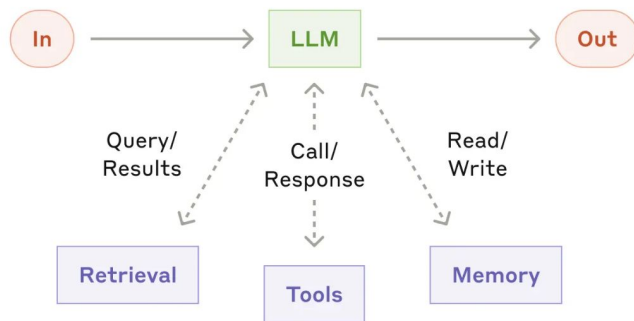 In
LLM
Out
Query/
Results
Call/
Response
Read/
Write
Retrieval
Tools
Memory